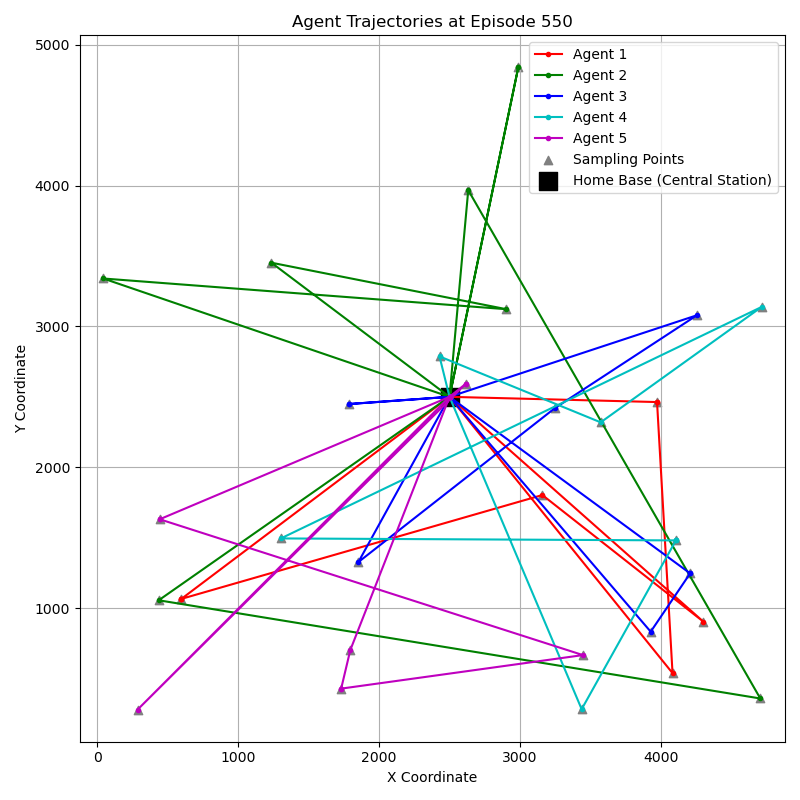 Agent Trajectories at Episode 550
Agent 1
Agent 2
Agent 3
Agent 4
Agent 5
Sampling Points
Home Base (Central Station)
5000
4000
3000
2000
1000
Y Coordinate
0
1000
2000
3000
4000
X Coordinate